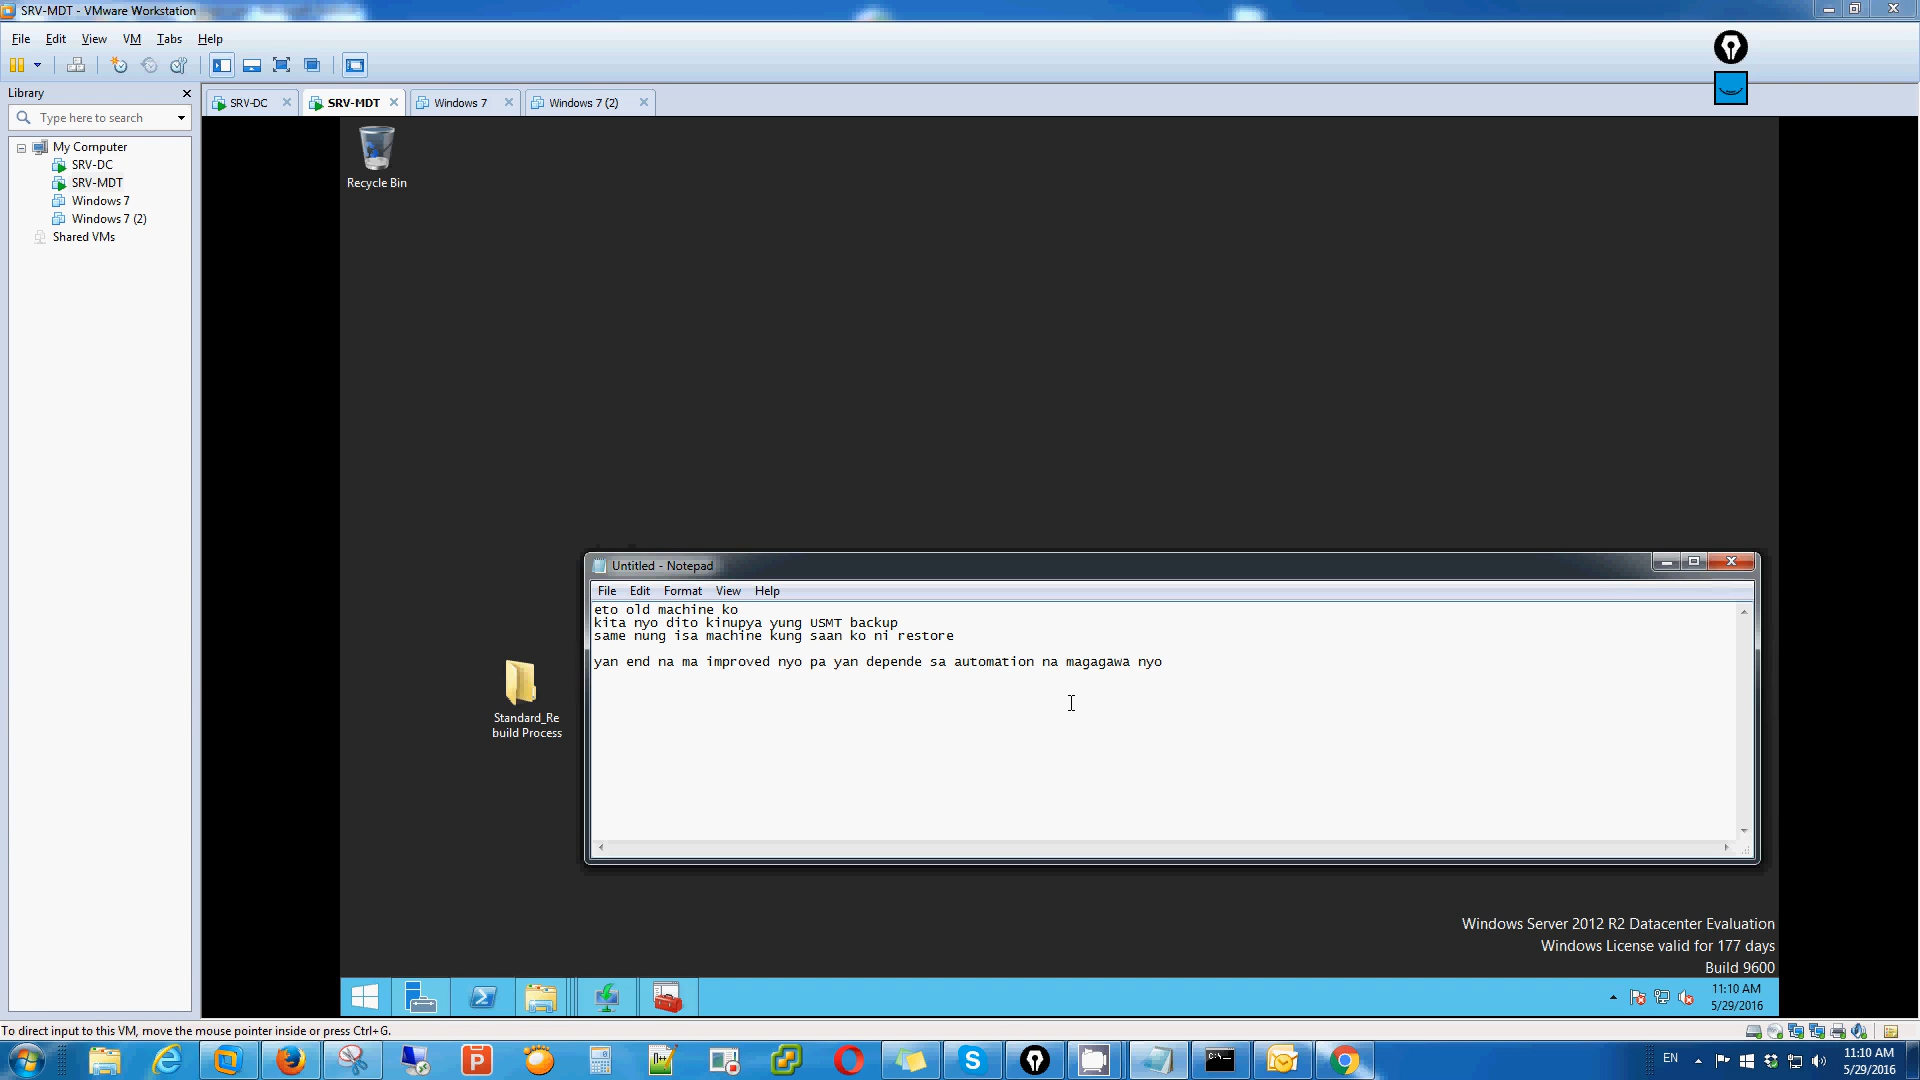 SRV-MDT - VMware Workstation
File Edit View VM Tabs Help
Library
Type here to search
My Computer
SRV-DC
SRV-MDT
Windows 7
Windows 7 (2)
Shared VMs
SRV-DC SRV-MDT Windows 7 Windows 7 (2)
Recycle Bin
Standard_Re
build Process
Untitled - Notepad
File Edit Format View Help
eto old machine ko
kita nyo dito kinupya yung USMT backup
same nung isa machine kung saan ko ni restore
yan end na ma improved nyo pa yan depende sa automation na magagawa nyo
Windows Server 2012 R2 Datacenter Evaluation
Windows License valid for 177 days
Build 9600
11:10 AM
5/29/2016
To direct input to this VM, move the mouse pointer inside or press Ctrl+G.
EN
11:10 AM
5/29/2016